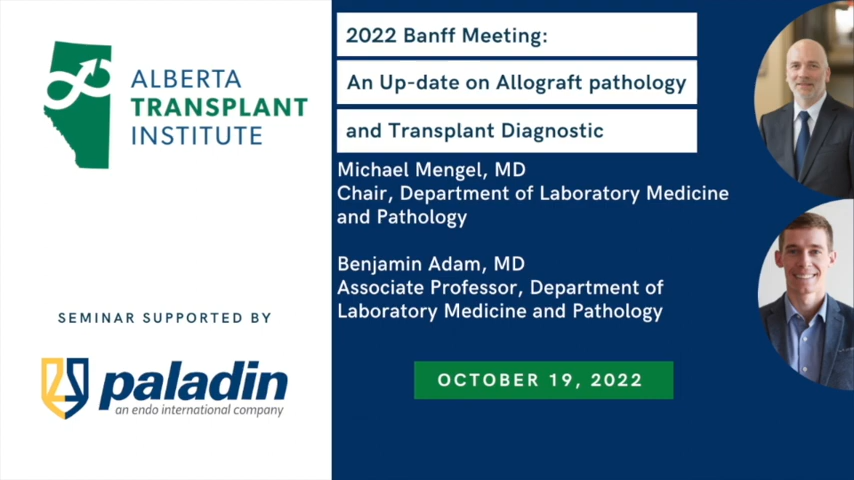 ALBERTA
TRANSPLANT
INSTITUTE
SEMINAR SUPPORTED BY
paladin
an endo international company
2022 Banff Meeting:
An Up-date on Allograft pathology
and Transplant Diagnostic
Michael Mengel, MD
Chair, Department of Laboratory Medicine
and Pathology
Benjamin Adam, MD
Associate Professor, Department of
Laboratory Medicine and Pathology
OCTOBER 19, 2022